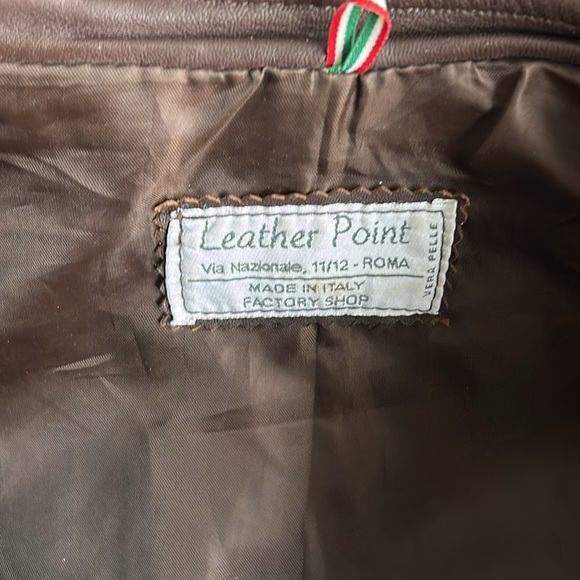 Leather Point
Via Nazionale, 11/12 - ROMA
MADE IN ITALY
FACTORY SHOP
VERA PELLE